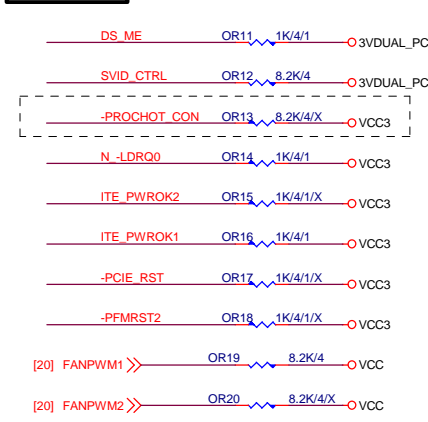 DS_ME OR11 1K/4/1 3VDUAL_PC
SVID_CTRL OR12 8.2K/4 3VDUAL_PC
-PROCHOT_CON OR13 8.2K/4/X VCC3
N_-LDRQ0 OR14 1K/4/1 VCC3
ITE_PWROK2 OR15 1K/4/1/X VCC3
ITE_PWROK1 OR16 1K/4/1 VCC3
-PCIE_RST OR17 1K/4/1/X VCC3
-PFMRST2 OR18 1K/4/1/X VCC3
[20] FANPWM1 OR19 8.2K/4 VCC
[20] FANPWM2 OR20 8.2K/4/X VCC